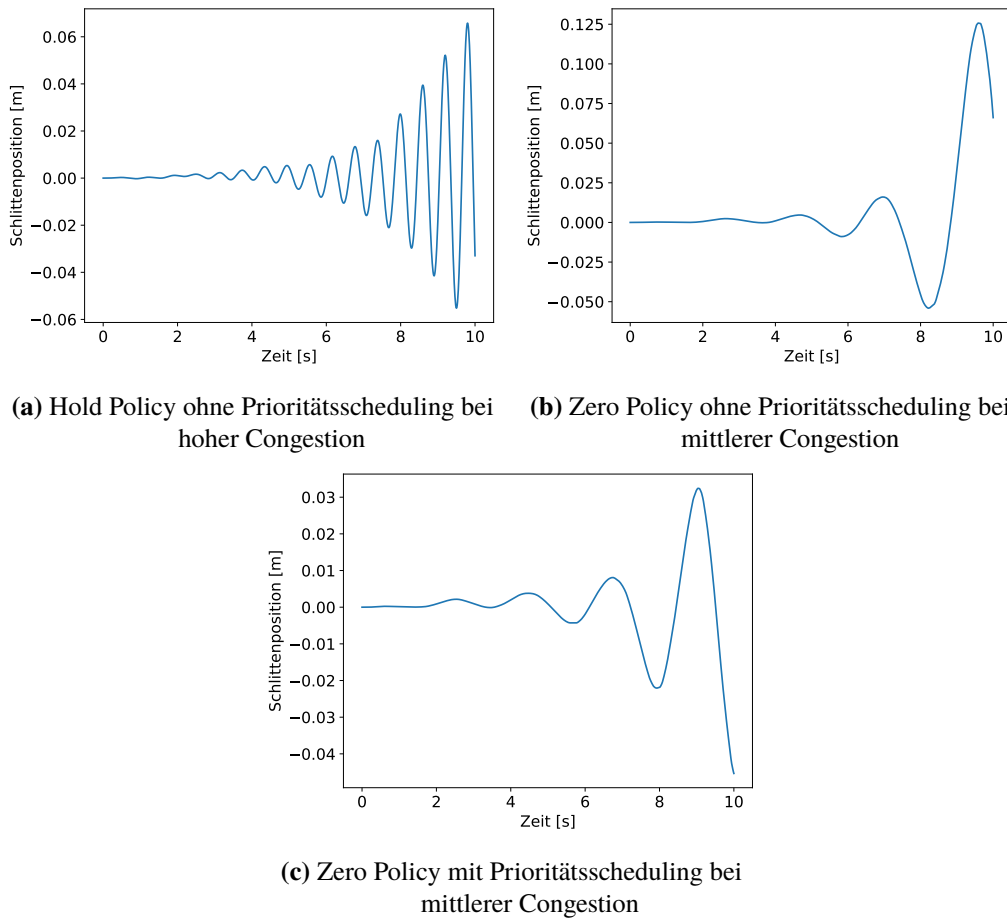 0.06
0.04
0.02
0.00
−0.02
−0.04
−0.06
Schlittenposition [m]
0 2 4 6 8 10
Zeit [s]
(a) Hold Policy ohne Prioritätsscheduling bei
hoher Congestion
0.125
0.100
0.075
0.050
0.025
0.000
−0.025
−0.050
Schlittenposition [m]
0 2 4 6 8 10
Zeit [s]
(b) Zero Policy ohne Prioritätsscheduling bei
mittlerer Congestion
0.03
0.02
0.01
0.00
−0.01
−0.02
−0.03
−0.04
Schlittenposition [m]
0 2 4 6 8 10
Zeit [s]
(c) Zero Policy mit Prioritätsscheduling bei
mittlerer Congestion